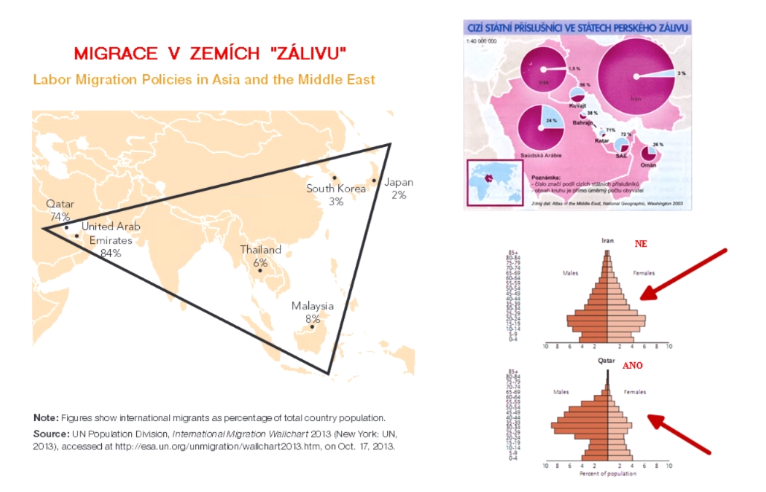 MIGRACE V ZEMÍCH "ZÁLIVU"
Labor Migration Policies in Asia and the Middle East
Qatar
74%
United Arab
Emirates
84%
South Korea
3%
Japan
2%
Thailand
6%
Malaysia
8%
Note: Figures show international migrants as percentage of total country population.
Source: UN Population Division, International Migration Wallchart 2013 (New York: UN,
2013), accessed at http://esa.un.org/unmigration/wallchart2013.htm, on Oct. 17, 2013.
CIZÍ STÁTNÍ PŘÍSLUŠNÍCI VE STÁTECH PERSKÉHO ZÁLIVU
1:40 000 000
Írán
3 %
Kuvajt
Bahrajn
Katar
71%
SAE
72 %
Omán
26 %
Saúdská Arábie
24 %
Poznámka:
- číslo značí podíl cizích státních příslušníků
- obsah kruhu je přímo úměrný počtu obyvatel
Zdroj dat: Atlas of the Middle East, National Geographic, Washington 2003
Iran
NE
Males
Females
85+
80-84
75-79
70-74
65-69
60-64
55-59
50-54
45-49
40-44
35-39
30-34
25-29
20-24
15-19
10-14
5-9
0-4
10 8 6 4 2 0 2 4 6 8 10
Qatar
ANO
Males
Females
85+
80-84
75-79
70-74
65-69
60-64
55-59
50-54
45-49
40-44
35-39
30-34
25-29
20-24
15-19
10-14
5-9
0-4
10 8 6 4 2 0 2 4 6 8 10
Percent of population